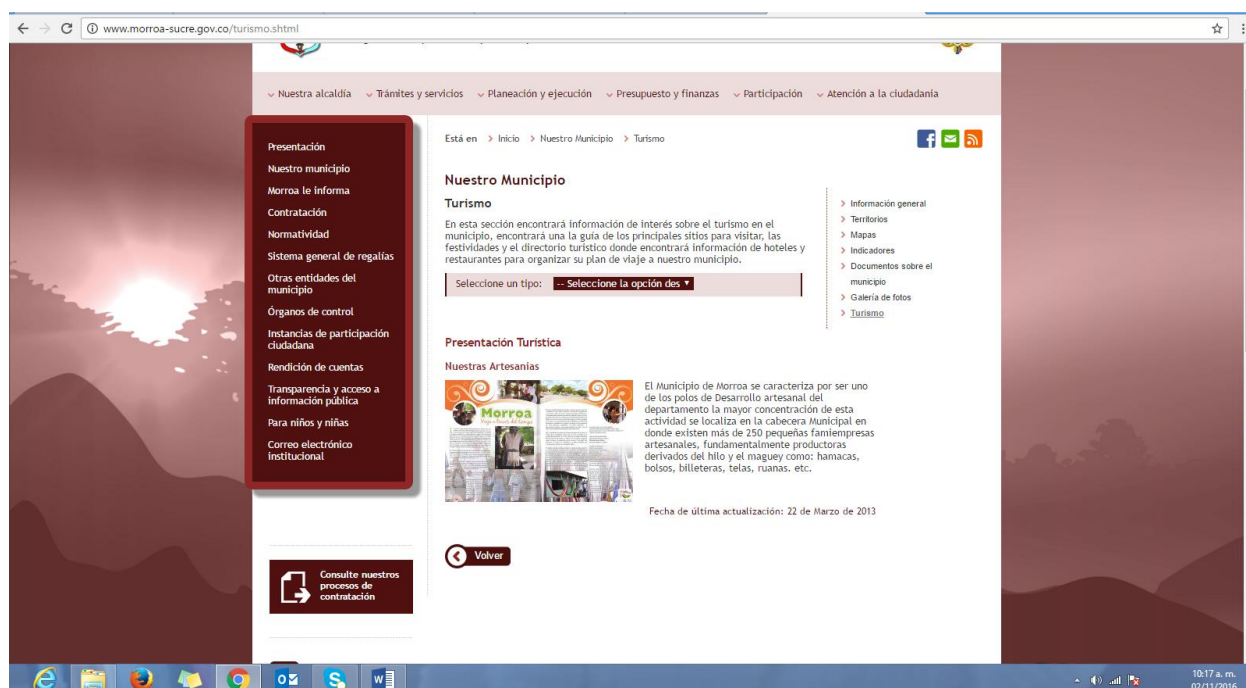 www.morroa-sucre.gov.co/turismo.shtml
Nuestra alcaldía Trámites y servicios Planeación y ejecución Presupuesto y finanzas Participación Atención a la ciudadanía
Presentación
Nuestro municipio
Morroa le informa
Contratación
Normatividad
Sistema general de regalías
Otras entidades del
municipio
Órganos de control
Instancias de participación
ciudadana
Rendición de cuentas
Transparencia y acceso a
información pública
Para niños y niñas
Correo electrónico
institucional
Consulte nuestros
procesos de
contratación
Está en > Inicio > Nuestro Municipio > Turismo
Nuestro Municipio
Turismo
En esta sección encontrará información de interés sobre el turismo en el
municipio, encontrará una la guía de los principales sitios para visitar, las
festividades y el directorio turístico donde encontrará información de hoteles y
restaurantes para organizar su plan de viaje a nuestro municipio.
Seleccione un tipo: -- Seleccione la opción des
Información general
Territorios
Mapas
Indicadores
Documentos sobre el
municipio
Galería de fotos
Turismo
Presentación Turística
Nuestras Artesanías
Morroa
El Municipio de Morroa se caracteriza por ser uno
de los polos de Desarrollo artesanal del
departamento la mayor concentración de esta
actividad se localiza en la cabecera Municipal en
donde existen más de 250 pequeñas famiempresas
artesanales, fundamentalmente productoras
derivados del hilo y el maguey como: hamacas,
bolsos, billeteras, telas, ruanas. etc.
Fecha de última actualización: 22 de Marzo de 2013
Volver
10:17 a. m.
02/11/2016